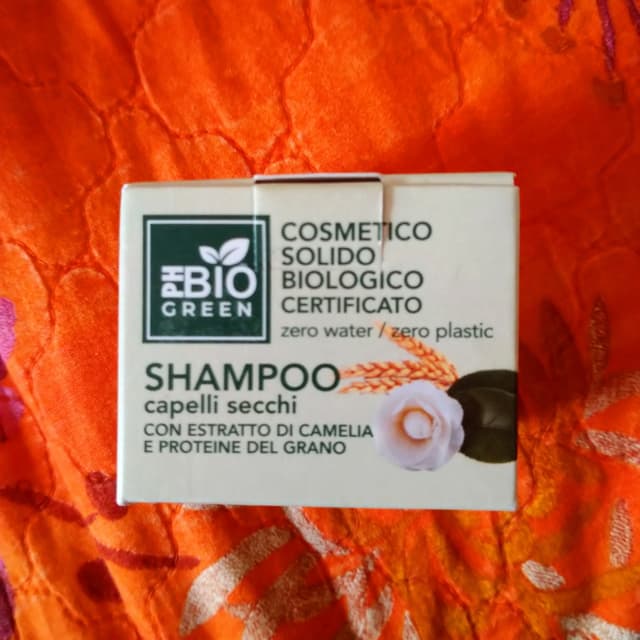 PH BIO
GREEN
COSMETICO
SOLIDO
BIOLOGICO
CERTIFICATO
zero water / zero plastic
SHAMPOO
capelli secchi
CON ESTRATTO DI CAMELIA
E PROTEINE DEL GRANO